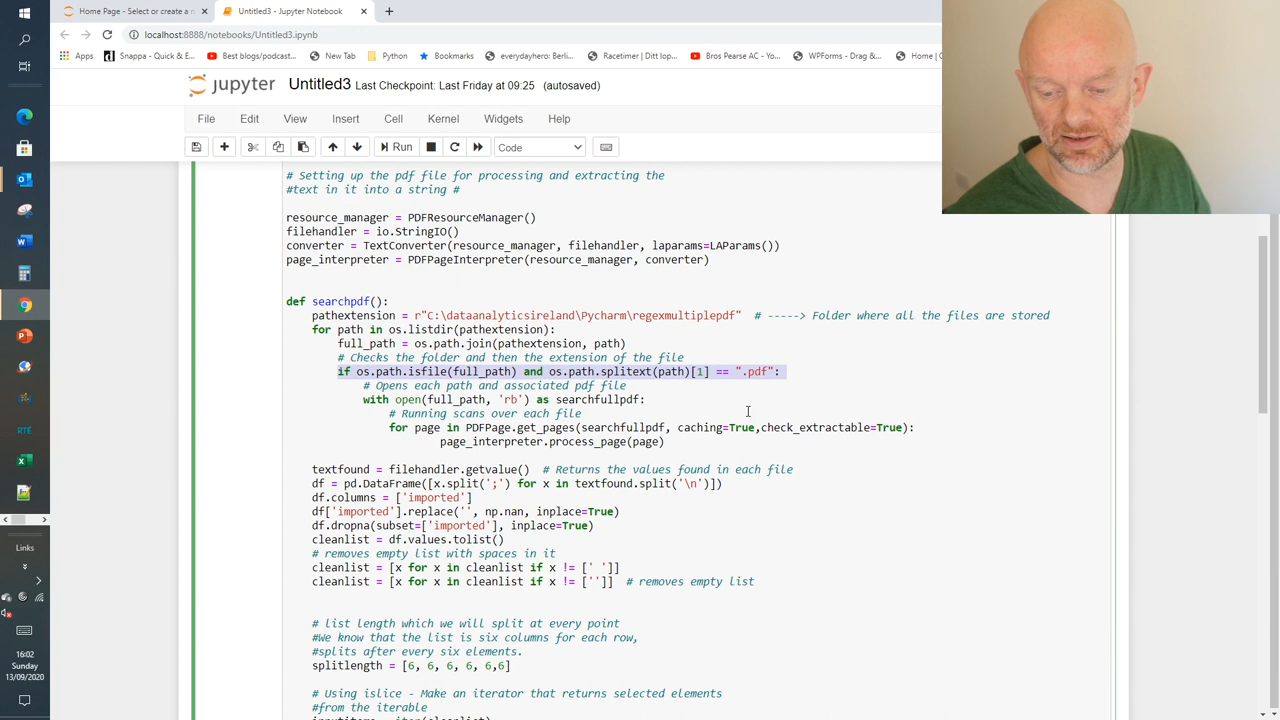 Home Page - Select or create a n
Untitled3 - Jupyter Notebook
localhost:8888/notebooks/Untitled3.ipynb
Apps
Snappa - Quick & E...
Best blogs/podcast...
New Tab
Python
Bookmarks
everydayhero: Berli...
Racetimer | Ditt lop...
Bros Pearse AC - Yo...
WPForms - Drag &...
Home (
jupyter Untitled3 Last Checkpoint: Last Friday at 09:25 (autosaved)
File Edit View Insert Cell Kernel Widgets Help
Run
Code
# Setting up the pdf file for processing and extracting the
#text in it into a string #
resource_manager = PDFResourceManager()
filehandler = io.StringIO()
converter = TextConverter(resource_manager, filehandler, laparams=LAParams())
page_interpreter = PDFPageInterpreter(resource_manager, converter)
def searchpdf():
pathextension = r"C:\dataanalyticsireland\Pycharm\regexmultiplepdf" # -----> Folder where all the files are stored
for path in os.listdir(pathextension):
full_path = os.path.join(pathextension, path)
# Checks the folder and then the extension of the file
if os.path.isfile(full_path) and os.path.splitext(path)[1] == ".pdf":
# Opens each path and associated pdf file
with open(full_path, 'rb') as searchfullpdf:
# Running scans over each file
for page in PDFPage.get_pages(searchfullpdf, caching=True,check_extractable=True):
page_interpreter.process_page(page)
textfound = filehandler.getvalue() # Returns the values found in each file
df = pd.DataFrame([x.split(';') for x in textfound.split('\n')])
df.columns = ['imported']
df['imported'].replace('', np.nan, inplace=True)
df.dropna(subset=['imported'], inplace=True)
cleanlist = df.values.tolist()
# removes empty list with spaces in it
cleanlist = [x for x in cleanlist if x != [' ']]
cleanlist = [x for x in cleanlist if x != ['']] # removes empty list
# list length which we will split at every point
#We know that the list is six columns for each row,
#splits after every six elements.
splitlength = [6, 6, 6, 6, 6,6]
# Using islice - Make an iterator that returns selected elements
#from the iterable
RTÉ
Links
16:02
Sunday
13/09/2020